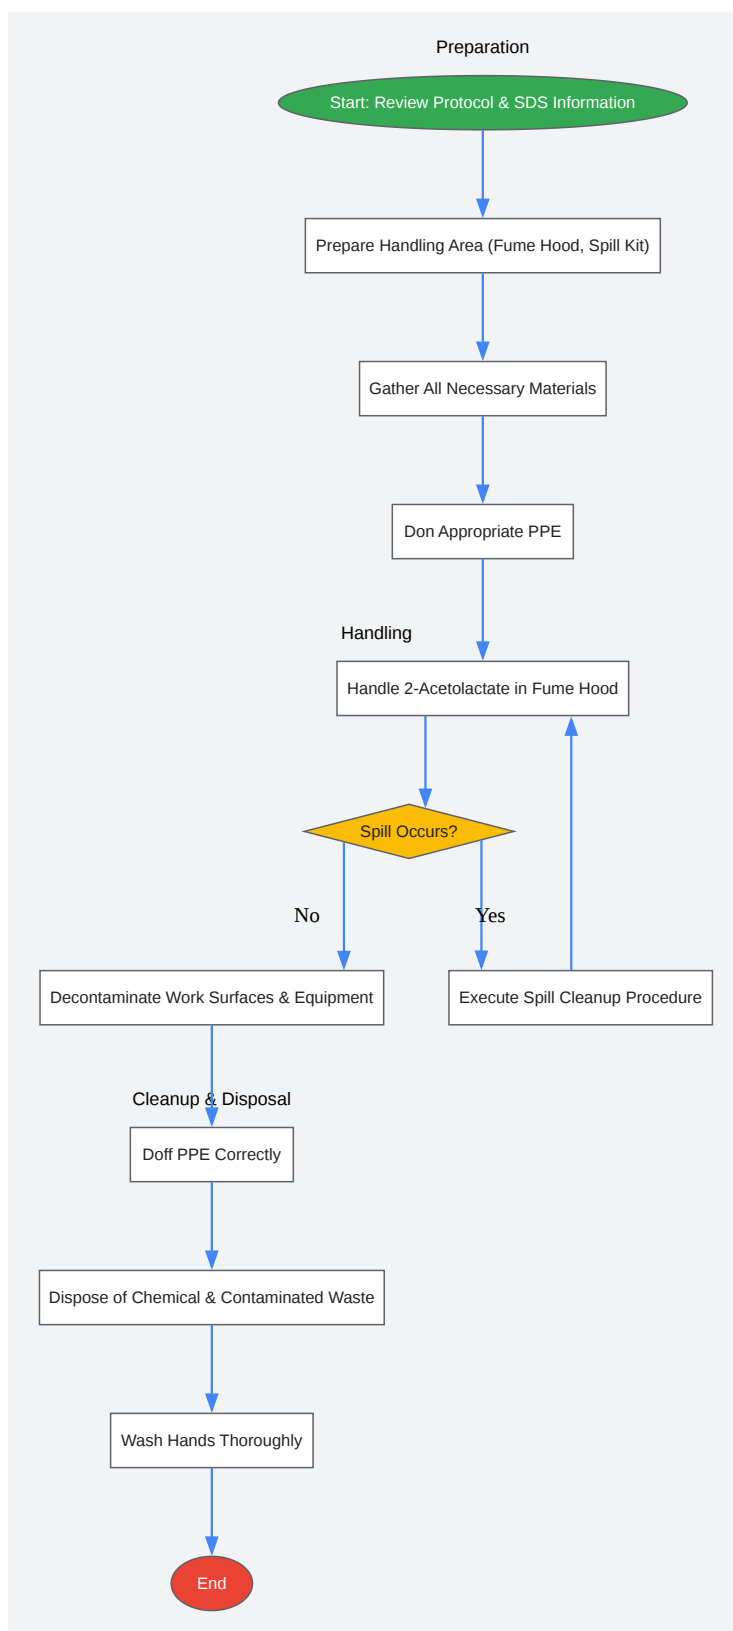 Preparation
Start: Review Protocol & SDS Information
Prepare Handling Area (Fume Hood, Spill Kit)
Gather All Necessary Materials
Don Appropriate PPE
Handling
Handle 2-Acetolactate in Fume Hood
Spill Occurs?
No
Yes
Decontaminate Work Surfaces & Equipment
Execute Spill Cleanup Procedure
Cleanup & Disposal
Doff PPE Correctly
Dispose of Chemical & Contaminated Waste
Wash Hands Thoroughly
End